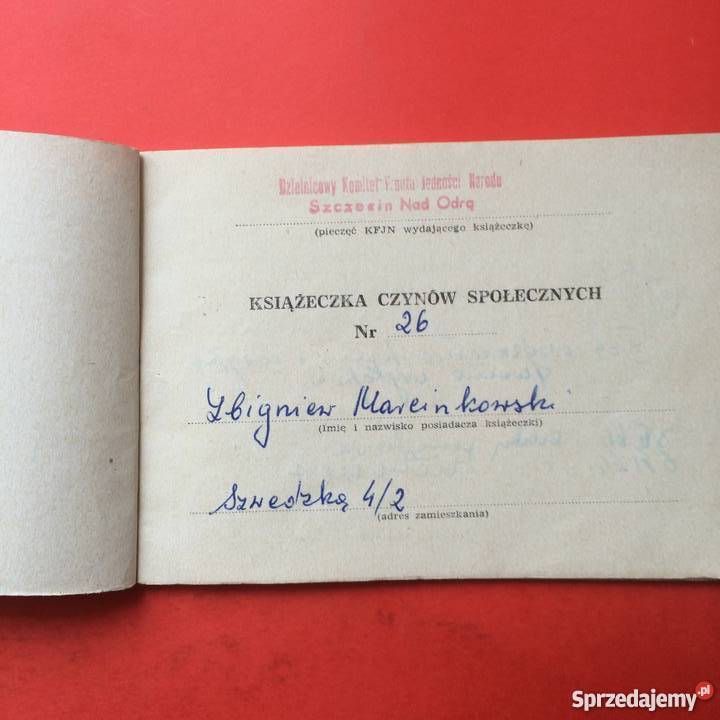 Dzielnicowy Komitet Frontu Jedności Narodu
Szczecin Nad Odrą
(pieczęć KFJN wydającego książeczkę)
KSIĄŻECZKA CZYNÓW SPOŁECZNYCH
Nr 26
Zbigniew Marcinkowski
(Imię i nazwisko posiadacza książeczki)
Szwedzką 4/2
(adres zamieszkania)
Sprzedajemy.pl